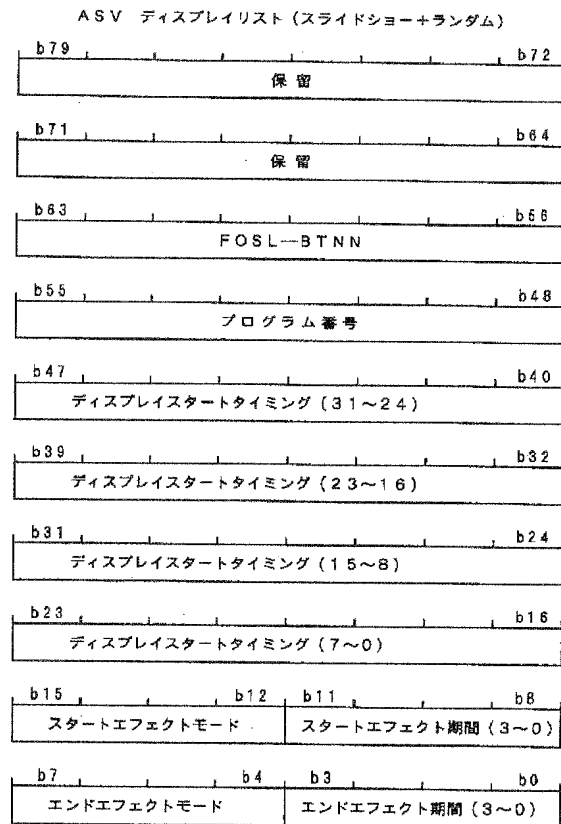 ASV ディスプレイリスト（スライドショー＋ランダム）
b79 b72
保留
b71 b64
保留
b63 b56
FOSL—BTNN
b55 b48
プログラム番号
b47 b40
ディスプレイスタートタイミング（31～24）
b39 b32
ディスプレイスタートタイミング（23～16）
b31 b24
ディスプレイスタートタイミング（15～8）
b23 b16
ディスプレイスタートタイミング（7～0）
b15 b12 b11 b8
スタートエフェクトモード スタートエフェクト期間（3～0）
b7 b4 b3 b0
エンドエフェクトモード エンドエフェクト期間（3～0）